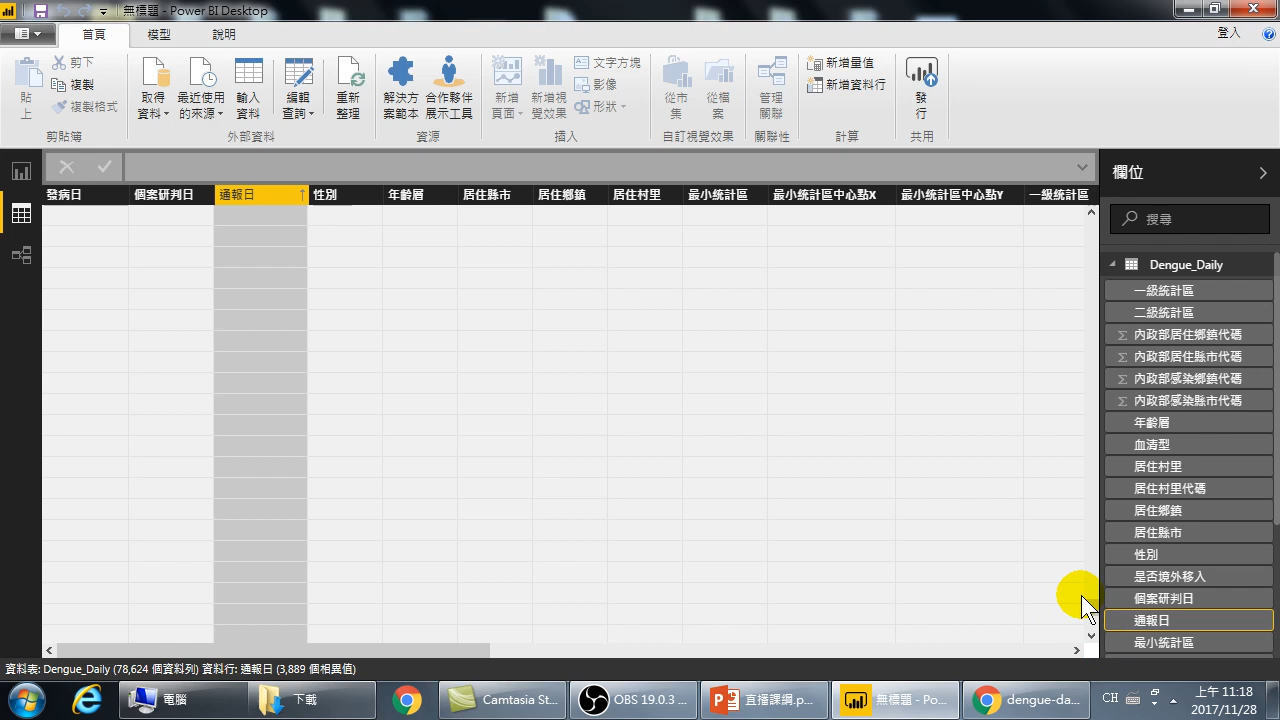 無標題 - Power BI Desktop
首頁 模型 說明 登入
貼上 剪下 複製 複製格式 剪貼簿
取得資料 最近使用的來源 輸入資料 編輯查詢 外部資料
重新整理
解決方案範本 合作夥伴展示工具 資源
新增頁面 新增視覺效果 文字方塊 影像 形狀 插入
從市集 從檔案 自訂視覺效果
管理關聯 關聯性
新增量值 新增資料行 計算
發行 共用
發病日 個案研判日 通報日 性別 年齡層 居住縣市 居住鄉鎮 居住村里 最小統計區 最小統計區中心點X 最小統計區中心點Y 一級統計區
欄位
搜尋
Dengue_Daily
一級統計區
二級統計區
內政部居住鄉鎮代碼
內政部居住縣市代碼
內政部感染鄉鎮代碼
內政部感染縣市代碼
年齡層
血清型
居住村里
居住村里代碼
居住鄉鎮
居住縣市
性別
是否境外移入
個案研判日
通報日
最小統計區
資料表: Dengue_Daily (78,624 個資料列) 資料行: 通報日 (3,889 個相異值)
電腦 下載 Camtasia St... OBS 19.0.3 ... 直播課綱.p... 無標題 - Po... dengue-da... CH
上午 11:18
2017/11/28